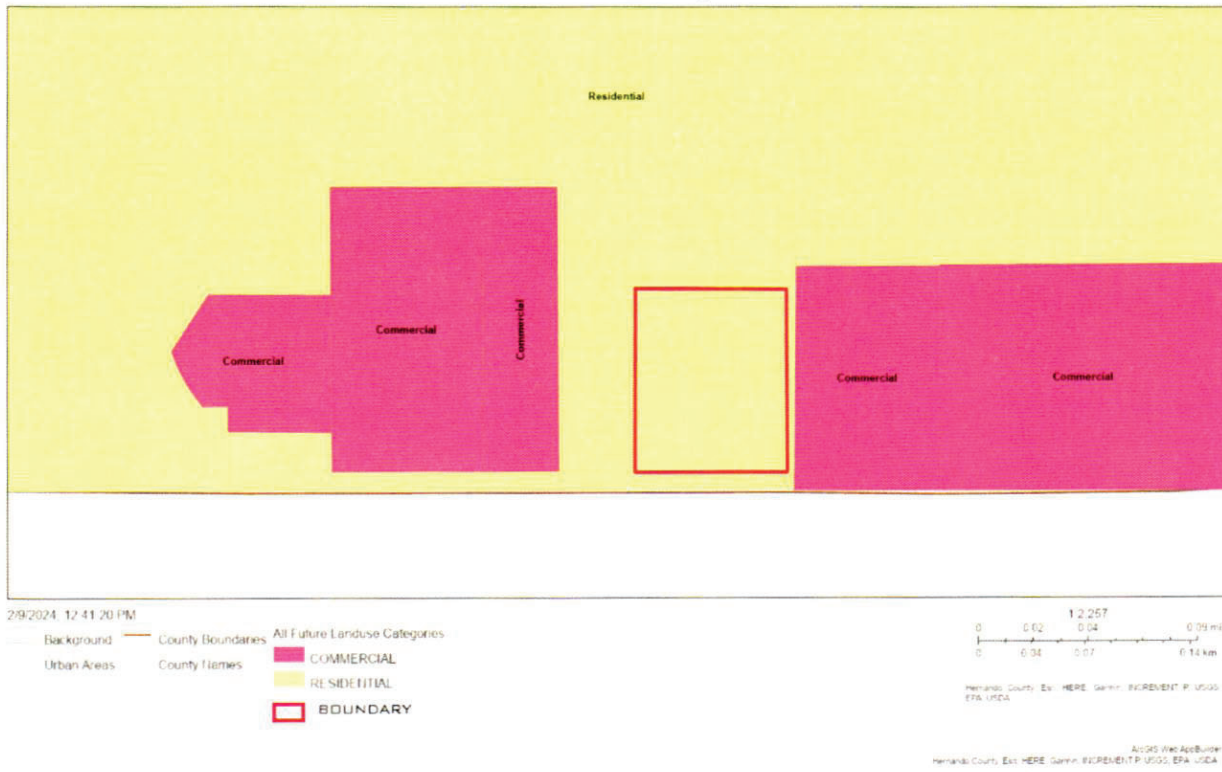 Residential
Commercial
Commercial
Commercial
Commercial
Commercial
2/9/2024, 12:41:20 PM
Background
County Boundaries
Urban Areas
County Names
All Future Landuse Categories
COMMERCIAL
RESIDENTIAL
BOUNDARY
1:2,257
0 0.02 0.04 0.09 mi
0 0.04 0.07 0.14 km
Hernando County, Esri, HERE, Garmin, INCREMENT P, USGS,
EPA, USDA
ArcGIS Web AppBuilder
Hernando County, Esri, HERE, Garmin, INCREMENT P, USGS, EPA, USDA